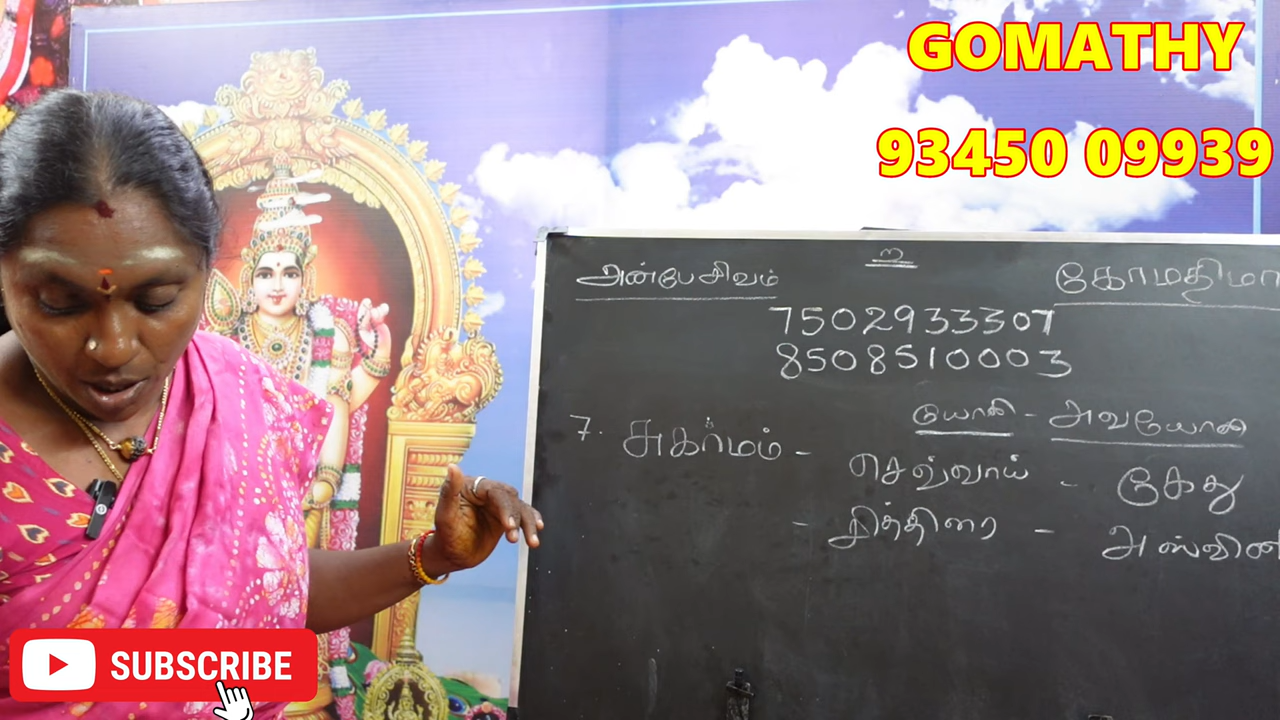 GOMATHY
93450 09939
உ
அன்பே சிவம்
கோமதிமா
7502933307
8508510003
யோகி - அவயோகி
7. சுகர்மம் - செவ்வாய் - கேது
- சித்திரை - அஸ்வினி
SUBSCRIBE